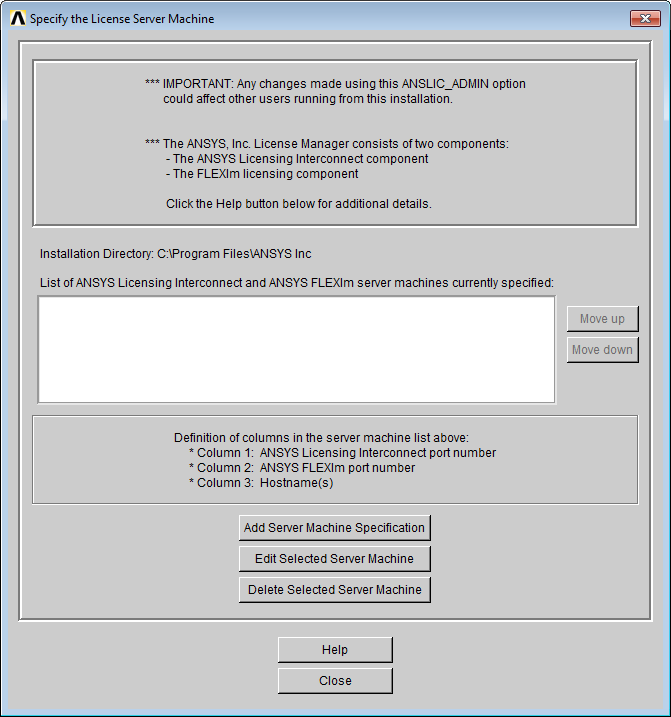 Specify the License Server Machine
*** IMPORTANT: Any changes made using this ANSLIC_ADMIN option
could affect other users running from this installation.
*** The ANSYS, Inc. License Manager consists of two components:
- The ANSYS Licensing Interconnect component
- The FLEXlm licensing component
Click the Help button below for additional details.
Installation Directory: C:\Program Files\ANSYS Inc
List of ANSYS Licensing Interconnect and ANSYS FLEXlm server machines currently specified:
Move up
Move down
Definition of columns in the server machine list above:
* Column 1: ANSYS Licensing Interconnect port number
* Column 2: ANSYS FLEXlm port number
* Column 3: Hostname(s)
Add Server Machine Specification
Edit Selected Server Machine
Delete Selected Server Machine
Help
Close